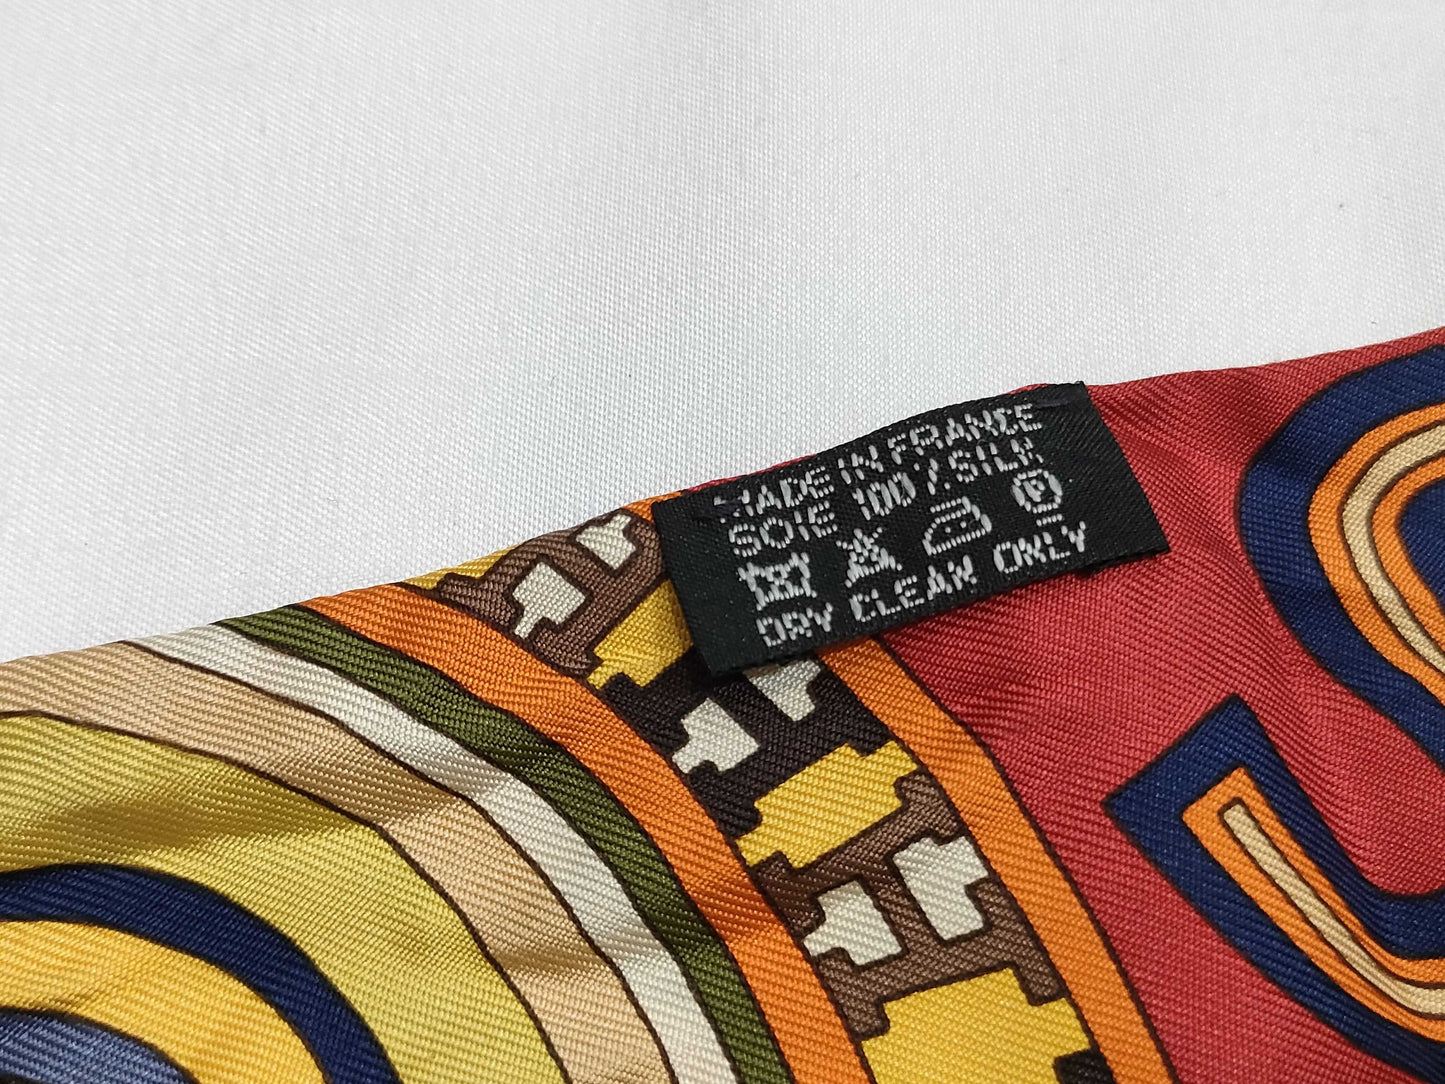 MADE IN FRANCE
SOIE 100 % SILK
P
DRY CLEAN ONLY